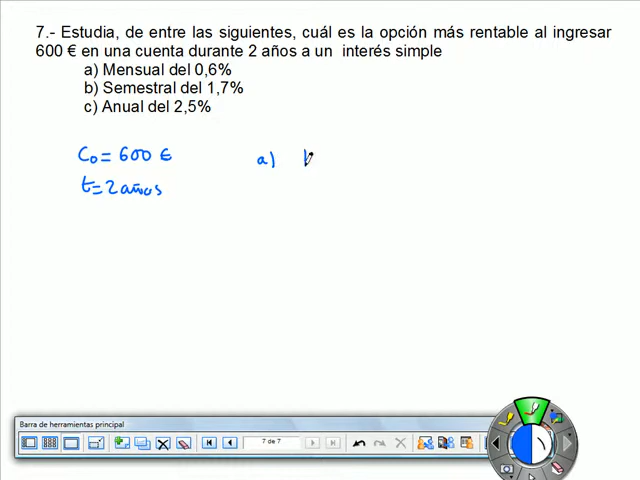 7.- Estudia, de entre las siguientes, cuál es la opción más rentable al ingresar
600 € en una cuenta durante 2 años a un interés simple
a) Mensual del 0,6%
b) Semestral del 1,7%
c) Anual del 2,5%
C₀ = 600 €
a)
t = 2 años
Barra de herramientas principal
7 de 7